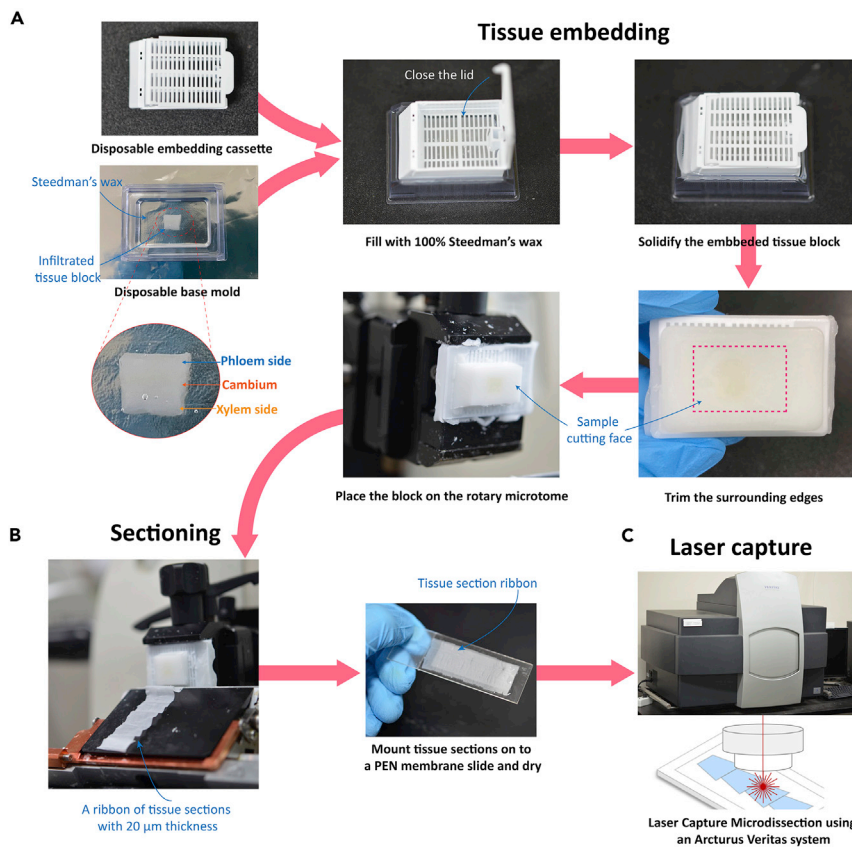 A
Tissue embedding
Close the lid
Disposable embedding cassette
Steedman's wax
Infiltrated
tissue block
Disposable base mold
Fill with 100% Steedman's wax
Solidify the embbeded tissue block
Phloem side
Cambium
Xylem side
Sample
cutting face
Place the block on the rotary microtome
Trim the surrounding edges
B
Sectioning
Tissue section ribbon
A ribbon of tissue sections
with 20 µm thickness
Mount tissue sections on to
a PEN membrane slide and dry
C
Laser capture
Laser Capture Microdissection using
an Arcturus Veritas system